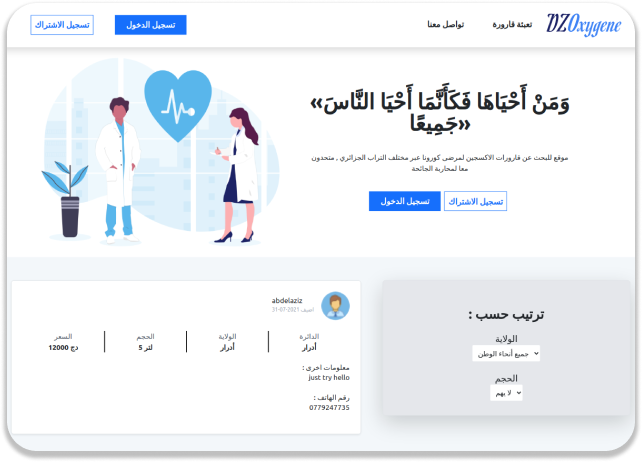 DZOxygene
تعبئة قارورة
تواصل معنا
تسجيل الدخول
تسجيل الاشتراك
«وَمَنْ أَحْيَاهَا فَكَأَنَّمَا أَحْيَا النَّاسَ
جَمِيعًا»
موقع للبحث عن قارورات الاكسجين لمرضى كورونا عبر مختلف التراب الجزائري , متحدون
معا لمحاربة الجائحة
تسجيل الاشتراك
تسجيل الدخول
ترتيب حسب :
الولاية
جميع أنحاء الوطن
الحجم
لا يهم
abdelaziz
اضيف 2021-07-31
الدائرة
أدرار
الولاية
أدرار
الحجم
5 لتر
السعر
12000 دج
معلومات اخرى :
just try hello
رقم الهاتف :
0779247735